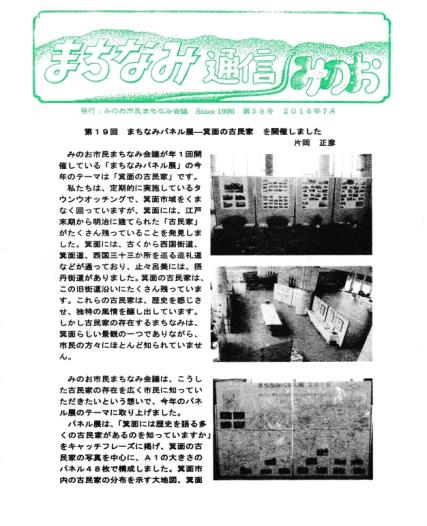 まちなみ通信みのお
発行：みのお市民まちなみ会議 Since 1996 第58号 2016年7月
第19回 まちなみパネル展―箕面の古民家 を開催しました
片岡 正彦
みのお市民まちなみ会議が年1回開
催している「まちなみパネル展」の今
年のテーマは「箕面の古民家」です。
私たちは、定期的に実施しているタ
ウンウオッチングで、箕面市域をくま
なく回っていますが、箕面には、江戸
末期から明治に建てられた「古民家」
がたくさん残っていることを発見しま
した。箕面には、古くから西国街道、
箕面道、西国三十三か所を巡る巡礼道
などが通っており、止々呂美には、摂
丹街道がありました。箕面の古民家は、
この旧街道沿いにたくさん残っていま
す。これらの古民家は、歴史を感じさ
せ、独特の風情を醸し出しています。
しかし古民家の存在するまちなみは、
箕面らしい景観の一つでありながら、
市民の方々にほとんど知られていませ
ん。
みのお市民まちなみ会議は、こうし
た古民家の存在を広く市民に知ってい
ただきたいという想いで、今年のパネ
ル展のテーマに取り上げました。
パネル展は、「箕面には歴史を語る多
くの古民家があるのを知っていますか」
をキャッチフレーズに掲げ、箕面の古
民家の写真を中心に、A1の大きさの
パネル48枚で構成しました。箕面市
内の古民家の分布を示す大地図、箕面
まちなみパネル展